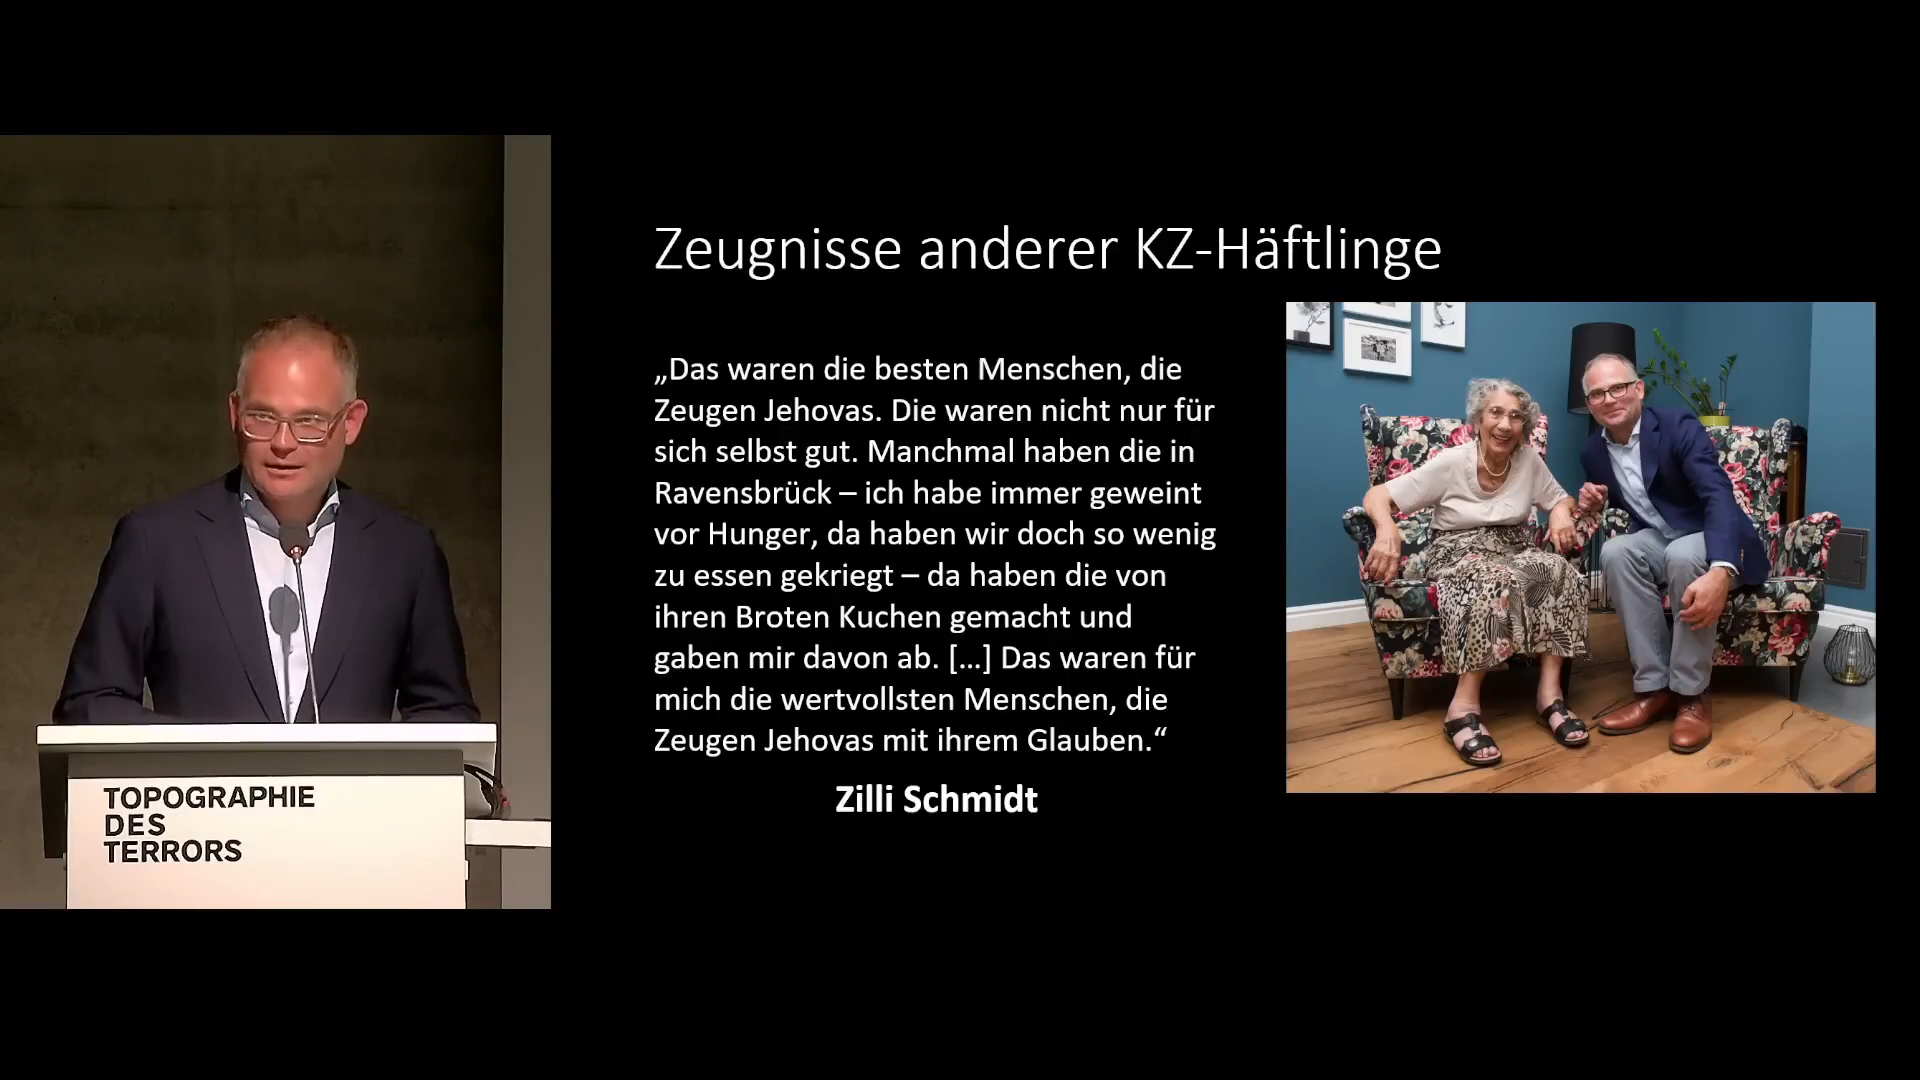 Zeugnisse anderer KZ-Häftlinge
„Das waren die besten Menschen, die
Zeugen Jehovas. Die waren nicht nur für
sich selbst gut. Manchmal haben die in
Ravensbrück – ich habe immer geweint
vor Hunger, da haben wir doch so wenig
zu essen gekriegt – da haben die von
ihren Broten Kuchen gemacht und
gaben mir davon ab. […] Das waren für
mich die wertvollsten Menschen, die
Zeugen Jehovas mit ihrem Glauben.“
Zilli Schmidt
TOPOGRAPHIE
DES
TERRORS